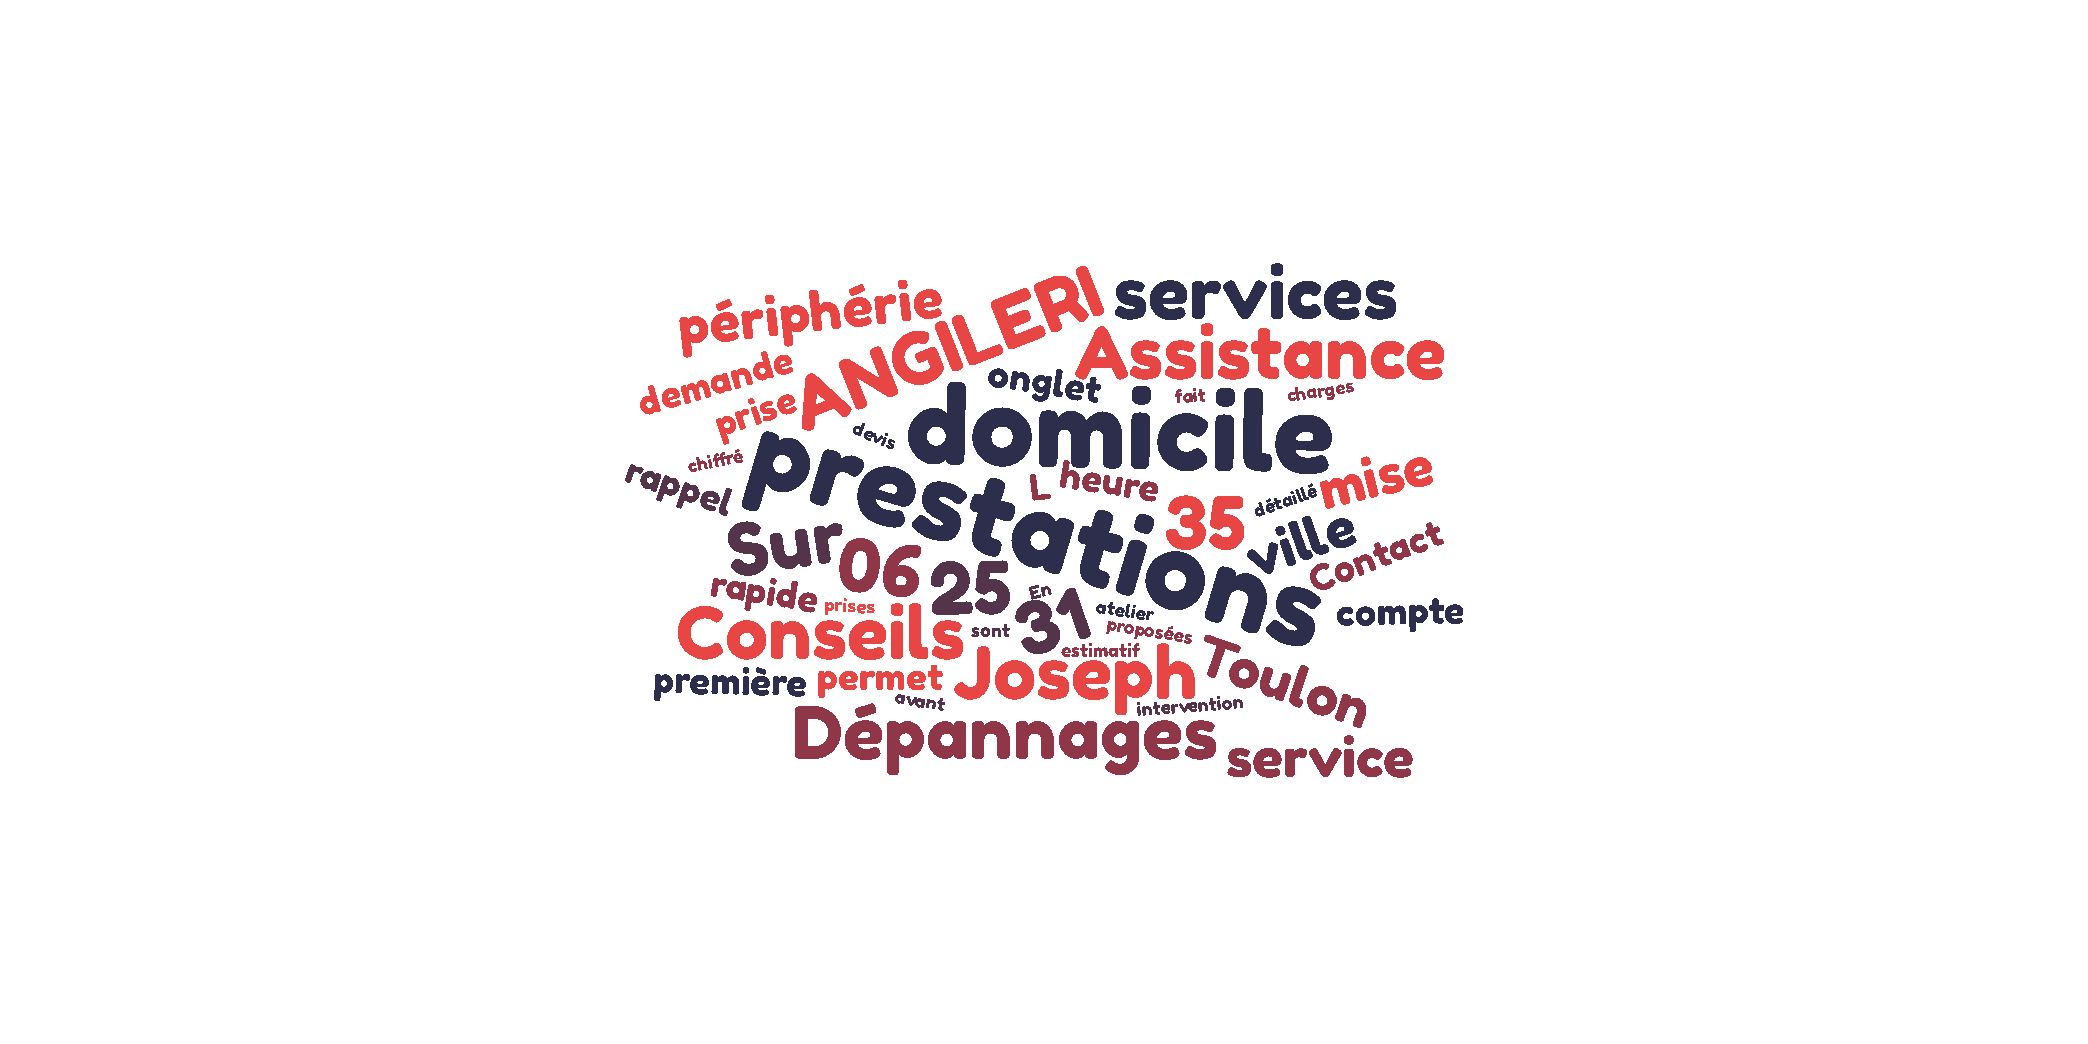 services
périphérie
ANGILERI
Assistance
demande
onglet
prise
fait
charges
domicile
devis
chiffré
rappel
prestations
L
heure
mise
35
détaillé
ville
Sur
06
25
Contact
rapide
prises
En
31
atelier
compte
Conseils
sont
proposées
estimatif
Toulon
première
permet
Joseph
avant
intervention
Dépannages
service